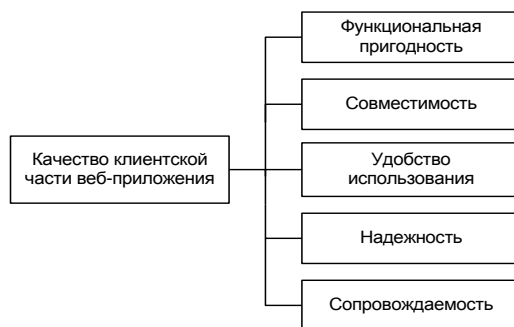 Функциональная
пригодность
Совместимость
Качество клиентской
части веб-приложения
Удобство
использования
Надежность
Сопровождаемость